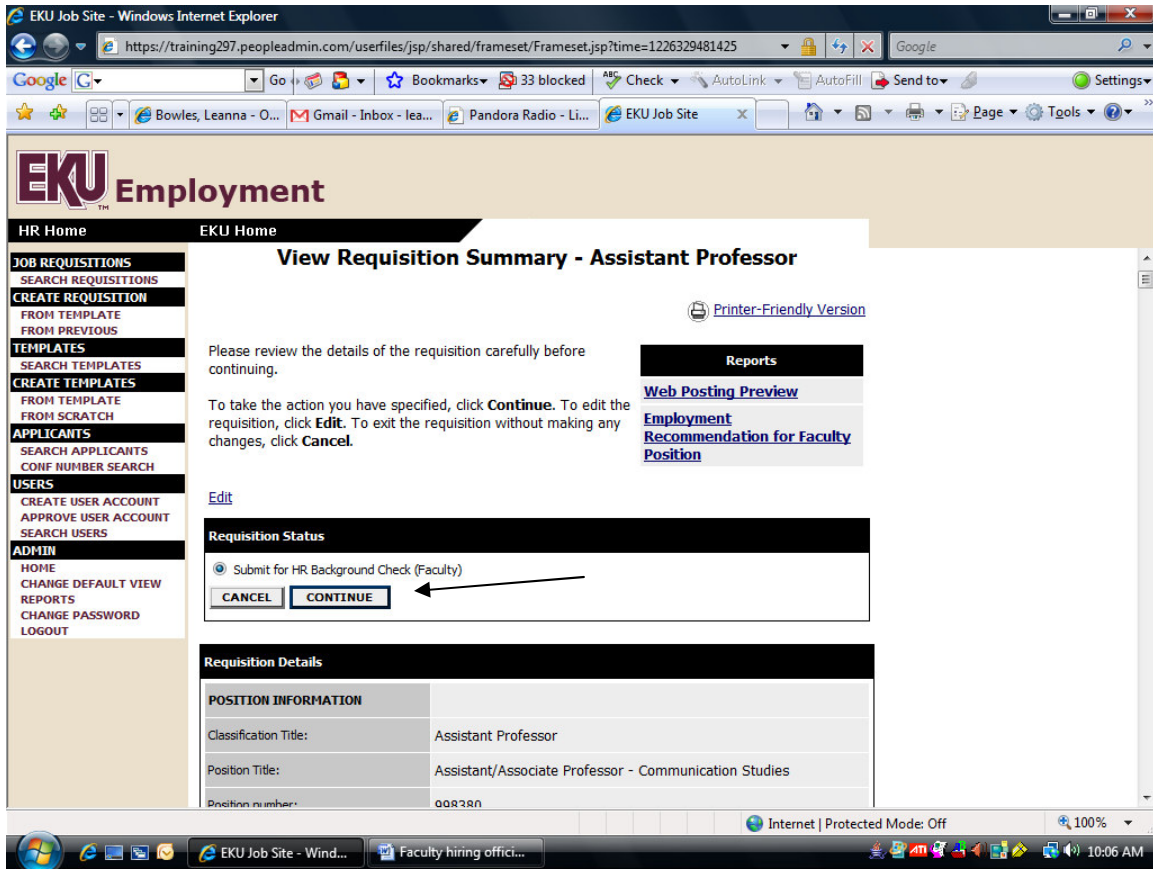 EKU Job Site - Windows Internet Explorer
https://training297.peopleadmin.com/userfiles/jsp/shared/frameset/Frameset.jsp?time=1226329481425
Google
Google G
Go
Bookmarks
33 blocked
ABC Check
AutoLink
AutoFill
Send to
Settings
Bowles, Leanna - O...
Gmail - Inbox - lea...
Pandora Radio - Li...
EKU Job Site
X
Page
Tools
EKU TM Employment
HR Home
EKU Home
JOB REQUISITIONS
SEARCH REQUISITIONS
CREATE REQUISITION
FROM TEMPLATE
FROM PREVIOUS
TEMPLATES
SEARCH TEMPLATES
CREATE TEMPLATES
FROM TEMPLATE
FROM SCRATCH
APPLICANTS
SEARCH APPLICANTS
CONF NUMBER SEARCH
USERS
CREATE USER ACCOUNT
APPROVE USER ACCOUNT
SEARCH USERS
ADMIN
HOME
CHANGE DEFAULT VIEW
REPORTS
CHANGE PASSWORD
LOGOUT
View Requisition Summary - Assistant Professor
Printer-Friendly Version
Please review the details of the requisition carefully before
continuing.
To take the action you have specified, click Continue. To edit the
requisition, click Edit. To exit the requisition without making any
changes, click Cancel.
Reports
Web Posting Preview
Employment
Recommendation for Faculty
Position
Edit
Requisition Status
Submit for HR Background Check (Faculty)
CANCEL
CONTINUE
Requisition Details
POSITION INFORMATION
Classification Title: Assistant Professor
Position Title: Assistant/Associate Professor - Communication Studies
Position number: 998380
Internet | Protected Mode: Off
100%
EKU Job Site - Wind...
Faculty hiring offici...
ATI
10:06 AM